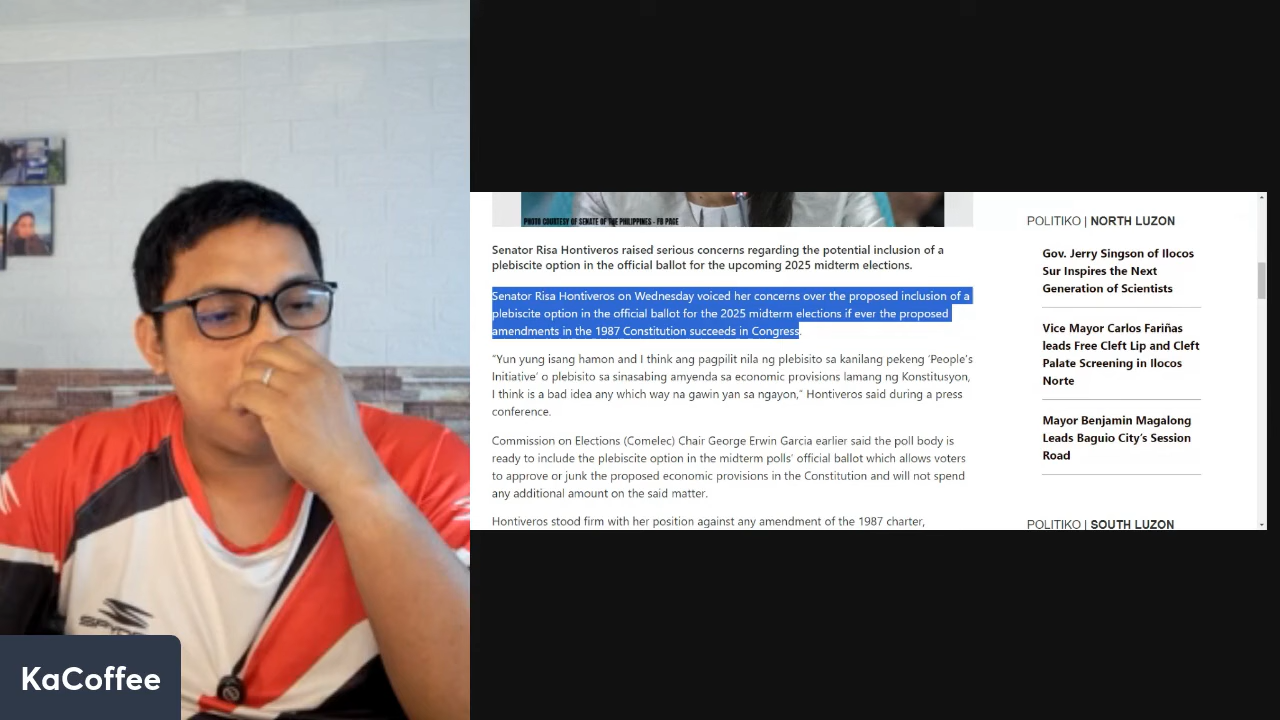 PHOTO COURTESY OF SENATE OF THE PHILIPPINES - FB PAGE
Senator Risa Hontiveros raised serious concerns regarding the potential inclusion of a
plebiscite option in the official ballot for the upcoming 2025 midterm elections.
Senator Risa Hontiveros on Wednesday voiced her concerns over the proposed inclusion of a
plebiscite option in the official ballot for the 2025 midterm elections if ever the proposed
amendments in the 1987 Constitution succeeds in Congress.
"Yun yung isang hamon and I think ang pagpilit nila ng plebisito sa kanilang pekeng 'People's
Initiative' o plebisito sa sinasabing amyenda sa economic provisions lamang ng Konstitusyon,
I think is a bad idea any which way na gawin yan sa ngayon," Hontiveros said during a press
conference.
Commission on Elections (Comelec) Chair George Erwin Garcia earlier said the poll body is
ready to include the plebiscite option in the midterm polls' official ballot which allows voters
to approve or junk the proposed economic provisions in the Constitution and will not spend
any additional amount on the said matter.
Hontiveros stood firm with her position against any amendment of the 1987 charter,
POLITIKO | NORTH LUZON
Gov. Jerry Singson of Ilocos
Sur Inspires the Next
Generation of Scientists
Vice Mayor Carlos Fariñas
leads Free Cleft Lip and Cleft
Palate Screening in Ilocos
Norte
Mayor Benjamin Magalong
Leads Baguio City's Session
Road
POLITIKO | SOUTH LUZON
KaCoffee